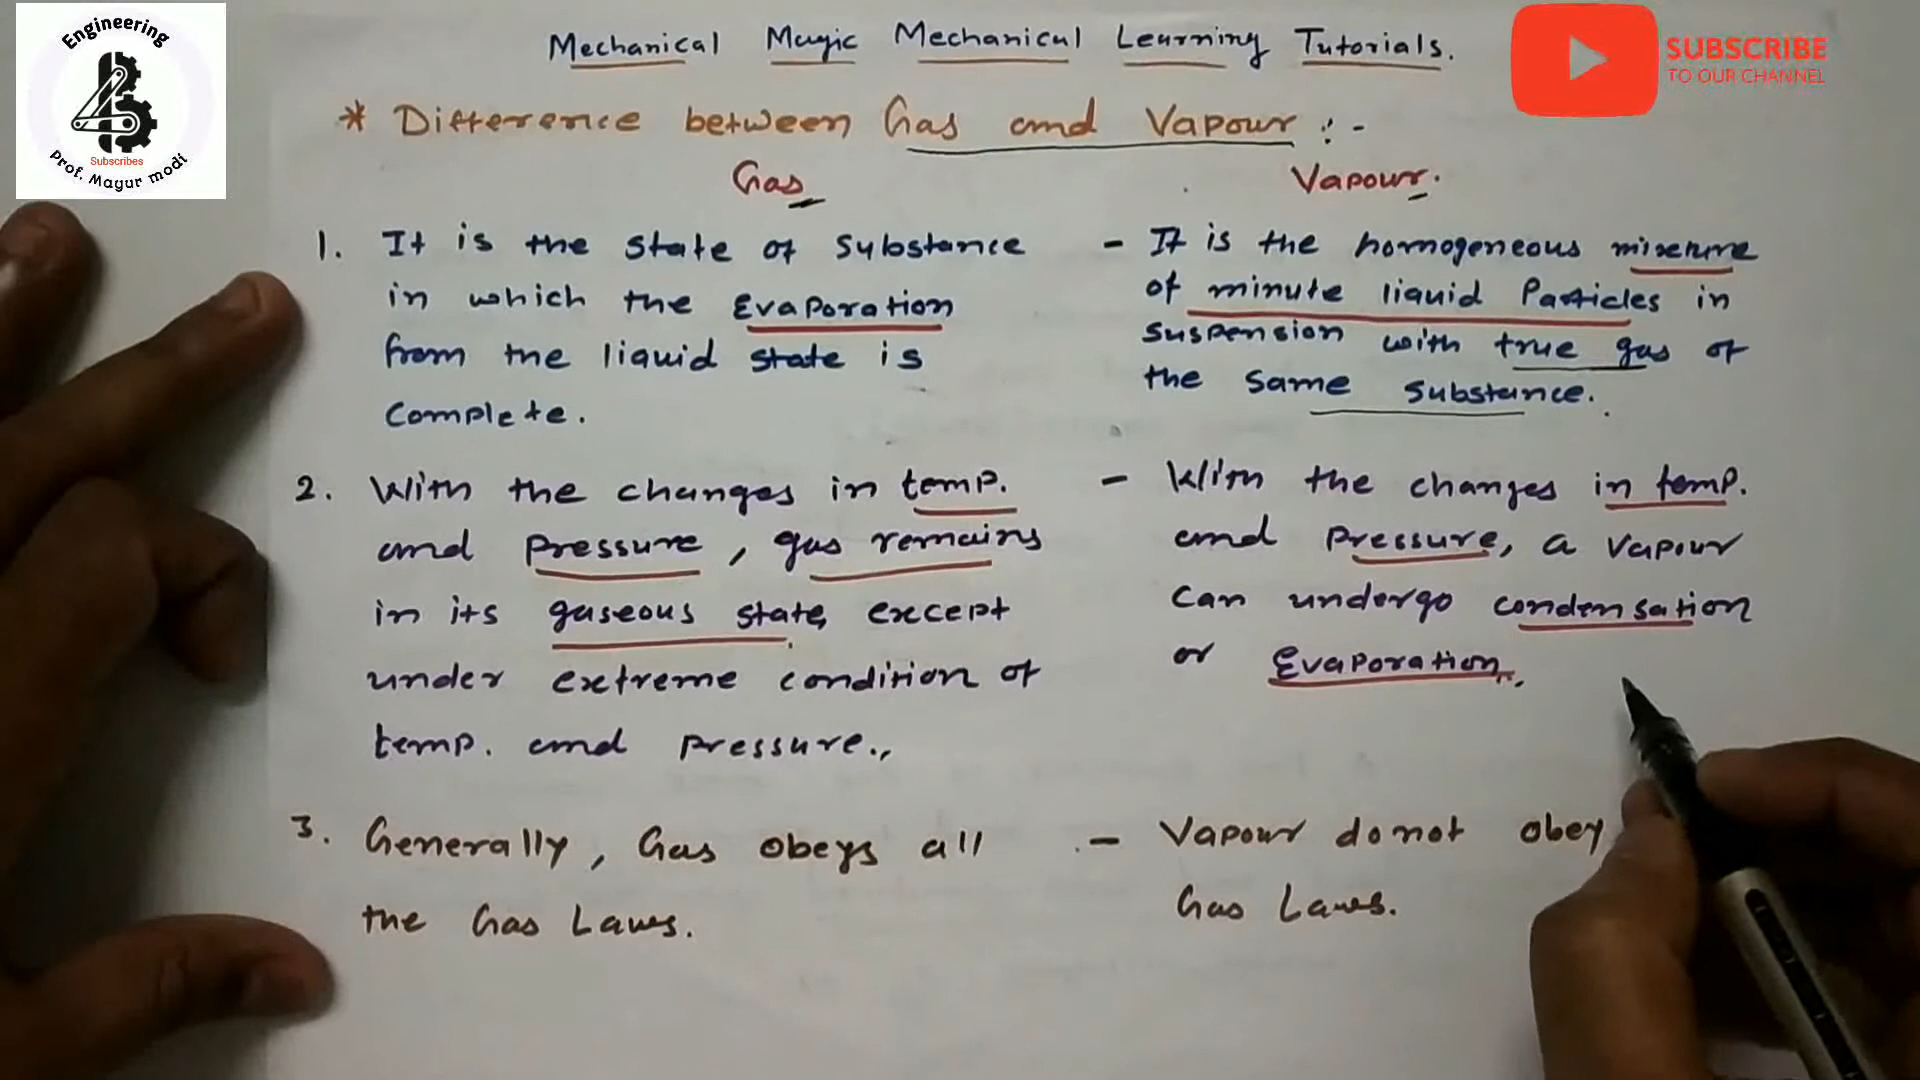 Engineering
Subscribes
Prof. Mayur modi
SUBSCRIBE
TO OUR CHANNEL
Mechanical Magic Mechanical Learning Tutorials.
* Difference between Gas and Vapour :-
Gas
1. It is the state of substance
in which the Evaporation
from the liquid state is
complete.
2. With the changes in temp.
and pressure, gas remains
in its gaseous state, except
under extreme condition of
temp. and pressure.
3. Generally, Gas obeys all
the Gas Laws.
Vapour.
- It is the homogeneous mixture
of minute liquid Particles in
suspension with true gas of
the same substance.
- With the changes in temp.
and pressure, a vapour
can undergo condensation
or Evaporation.
- Vapour do not obey
Gas Laws.